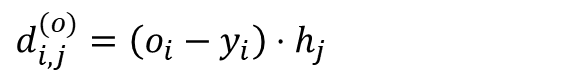 d_{i,j}^{(o)} = (o_i − y_i) · h_j